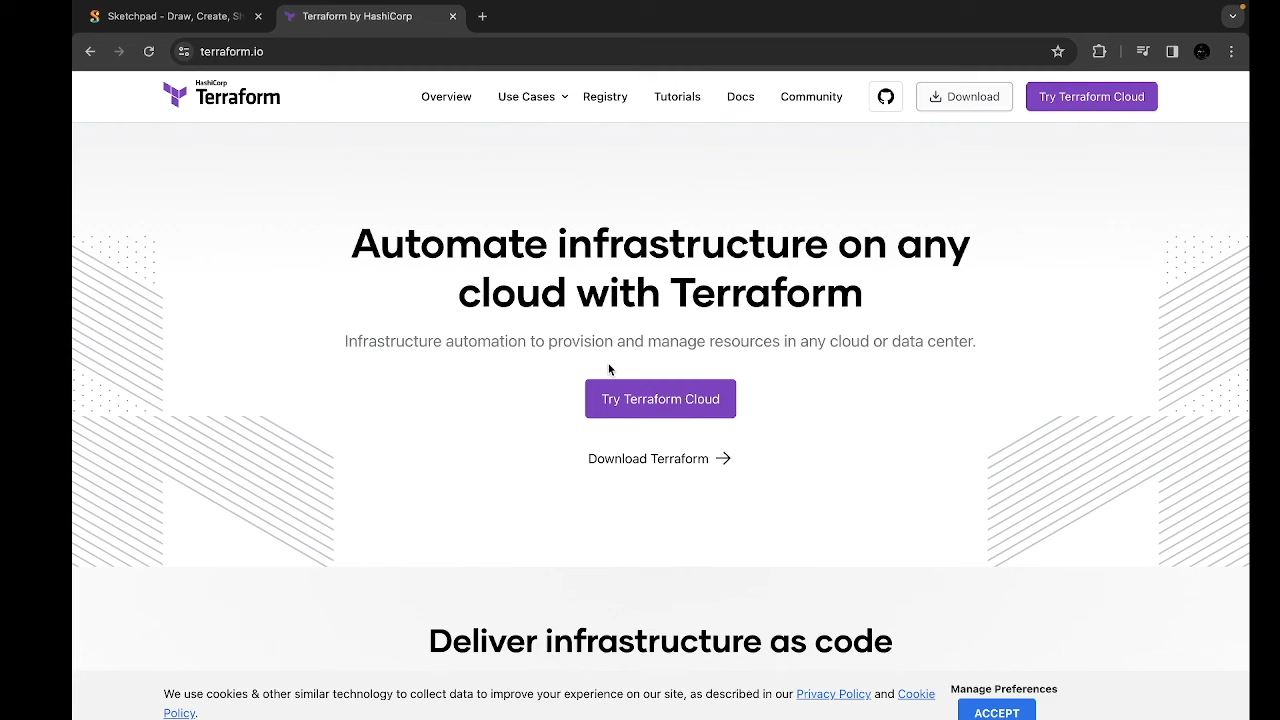 Sketchpad - Draw, Create, Sh
Terraform by HashiCorp
terraform.io
HashiCorp
Terraform
Overview
Use Cases
Registry
Tutorials
Docs
Community
Download
Try Terraform Cloud
Automate infrastructure on any
cloud with Terraform
Infrastructure automation to provision and manage resources in any cloud or data center.
Try Terraform Cloud
Download Terraform
Deliver infrastructure as code
We use cookies & other similar technology to collect data to improve your experience on our site, as described in our Privacy Policy and Cookie
Policy.
Manage Preferences
ACCEPT